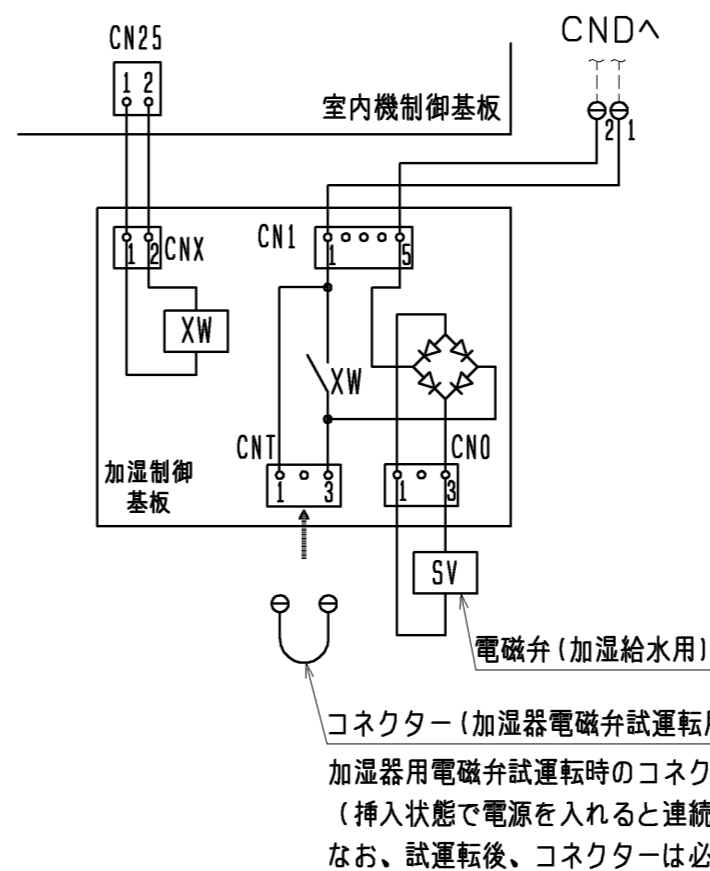 CN25
CNDへ
1 2
室内機制御基板
2 1
CN1
1 2 CNX
1 5
XW
XW
CNT
CNO
加湿制御
基板
1 3
1 3
SV
電磁弁(加湿給水用)
コネクター(加湿器電磁弁試運転
加湿器用電磁弁試運転時のコネク
(挿入状態で電源を入れると連続
なお、試運転後、コネクターは必